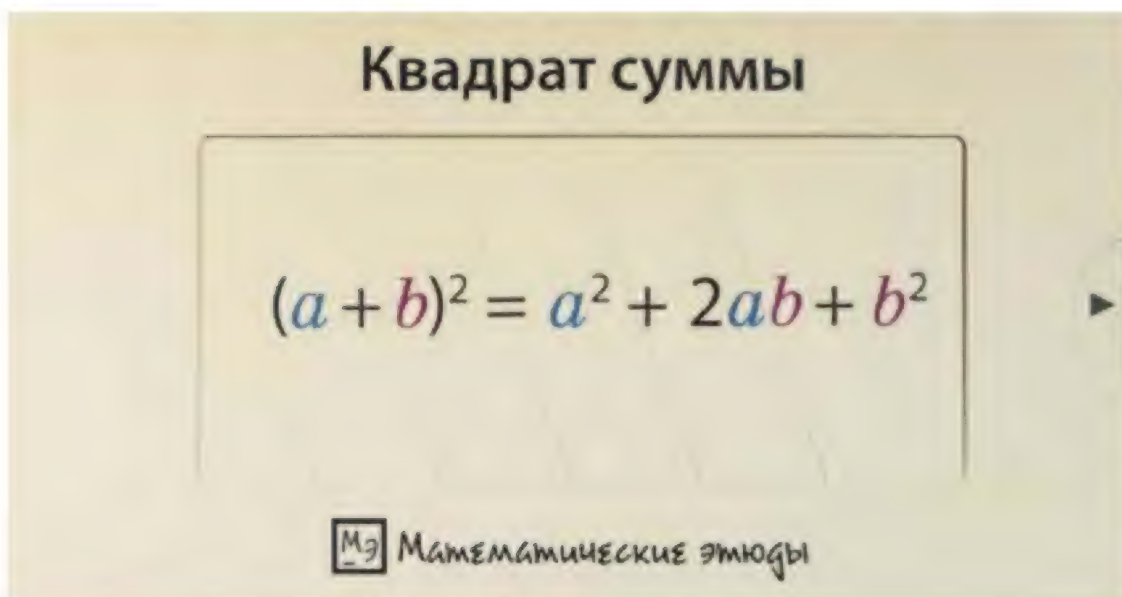 Квадрат суммы
(a + b)² = a² + 2ab + b²
МЭ Математические этюды